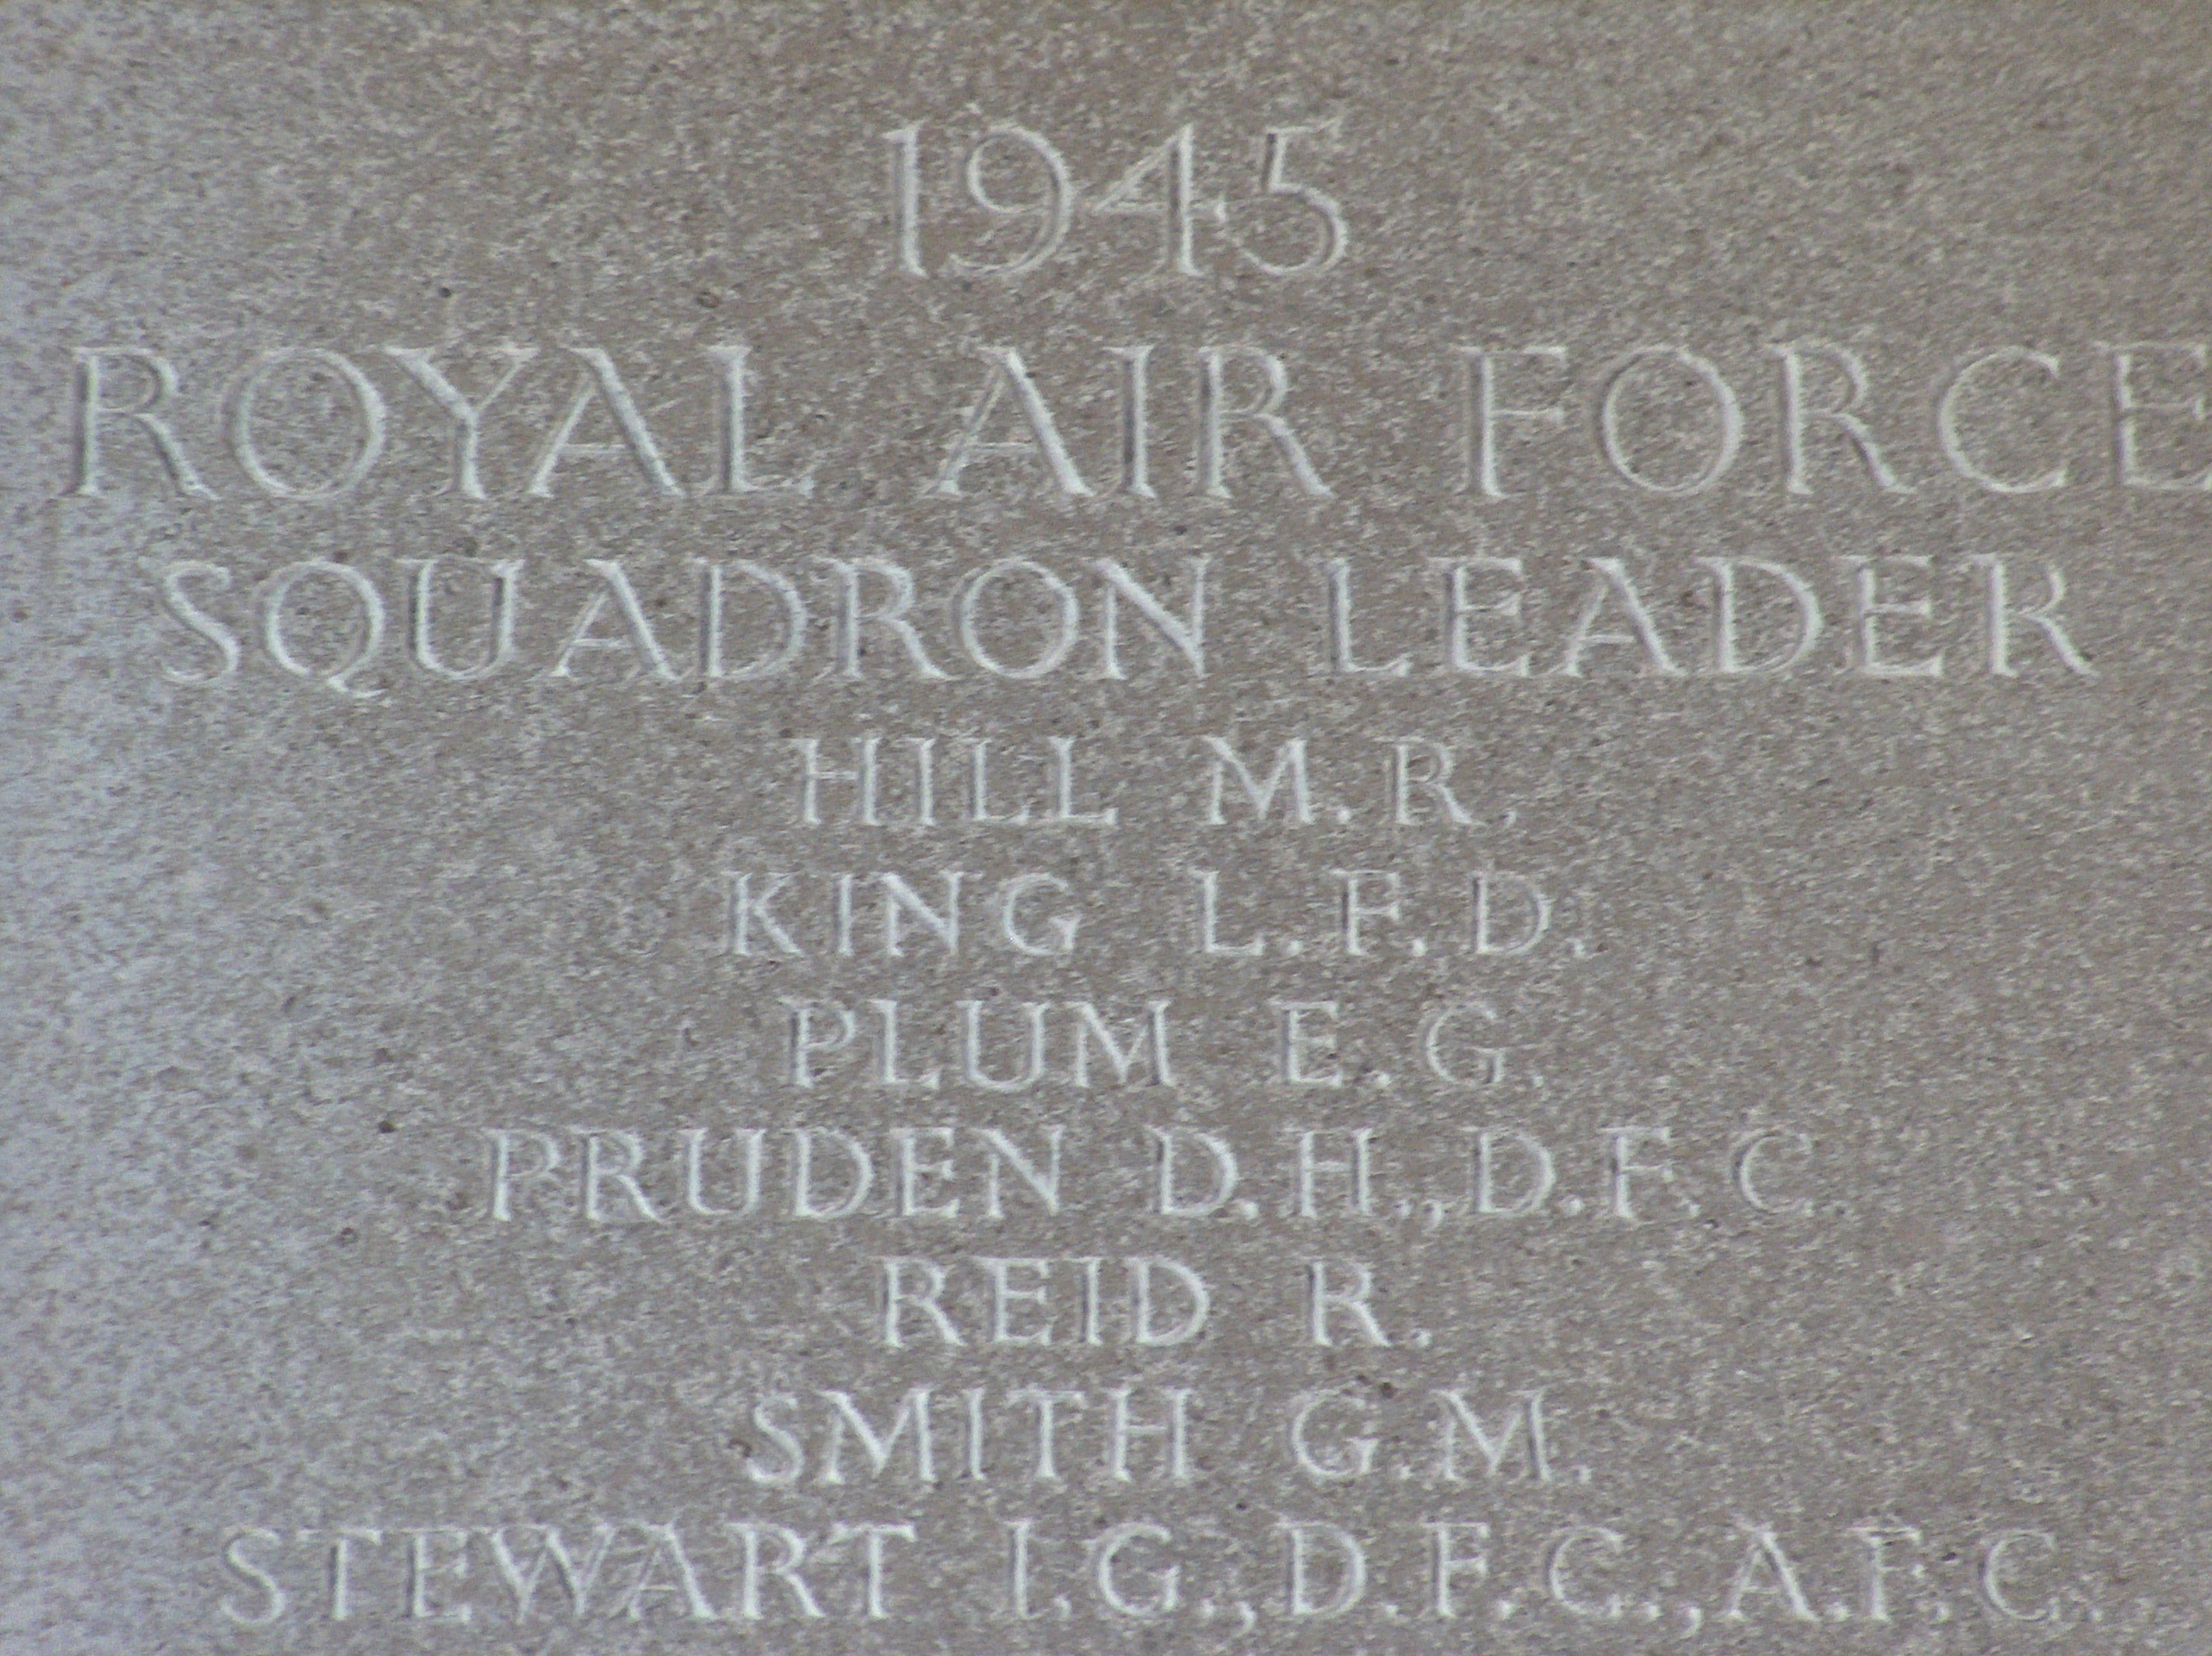 1945
ROYAL AIR FORCE
SQUADRON LEADER
HILL M. R.
KING L. F. D.
PLUM E. G.
PRUDEN D. H., D. F. C.
REID R.
SMITH G. M.
STEWART I. G., D. F. C., A. F. C.